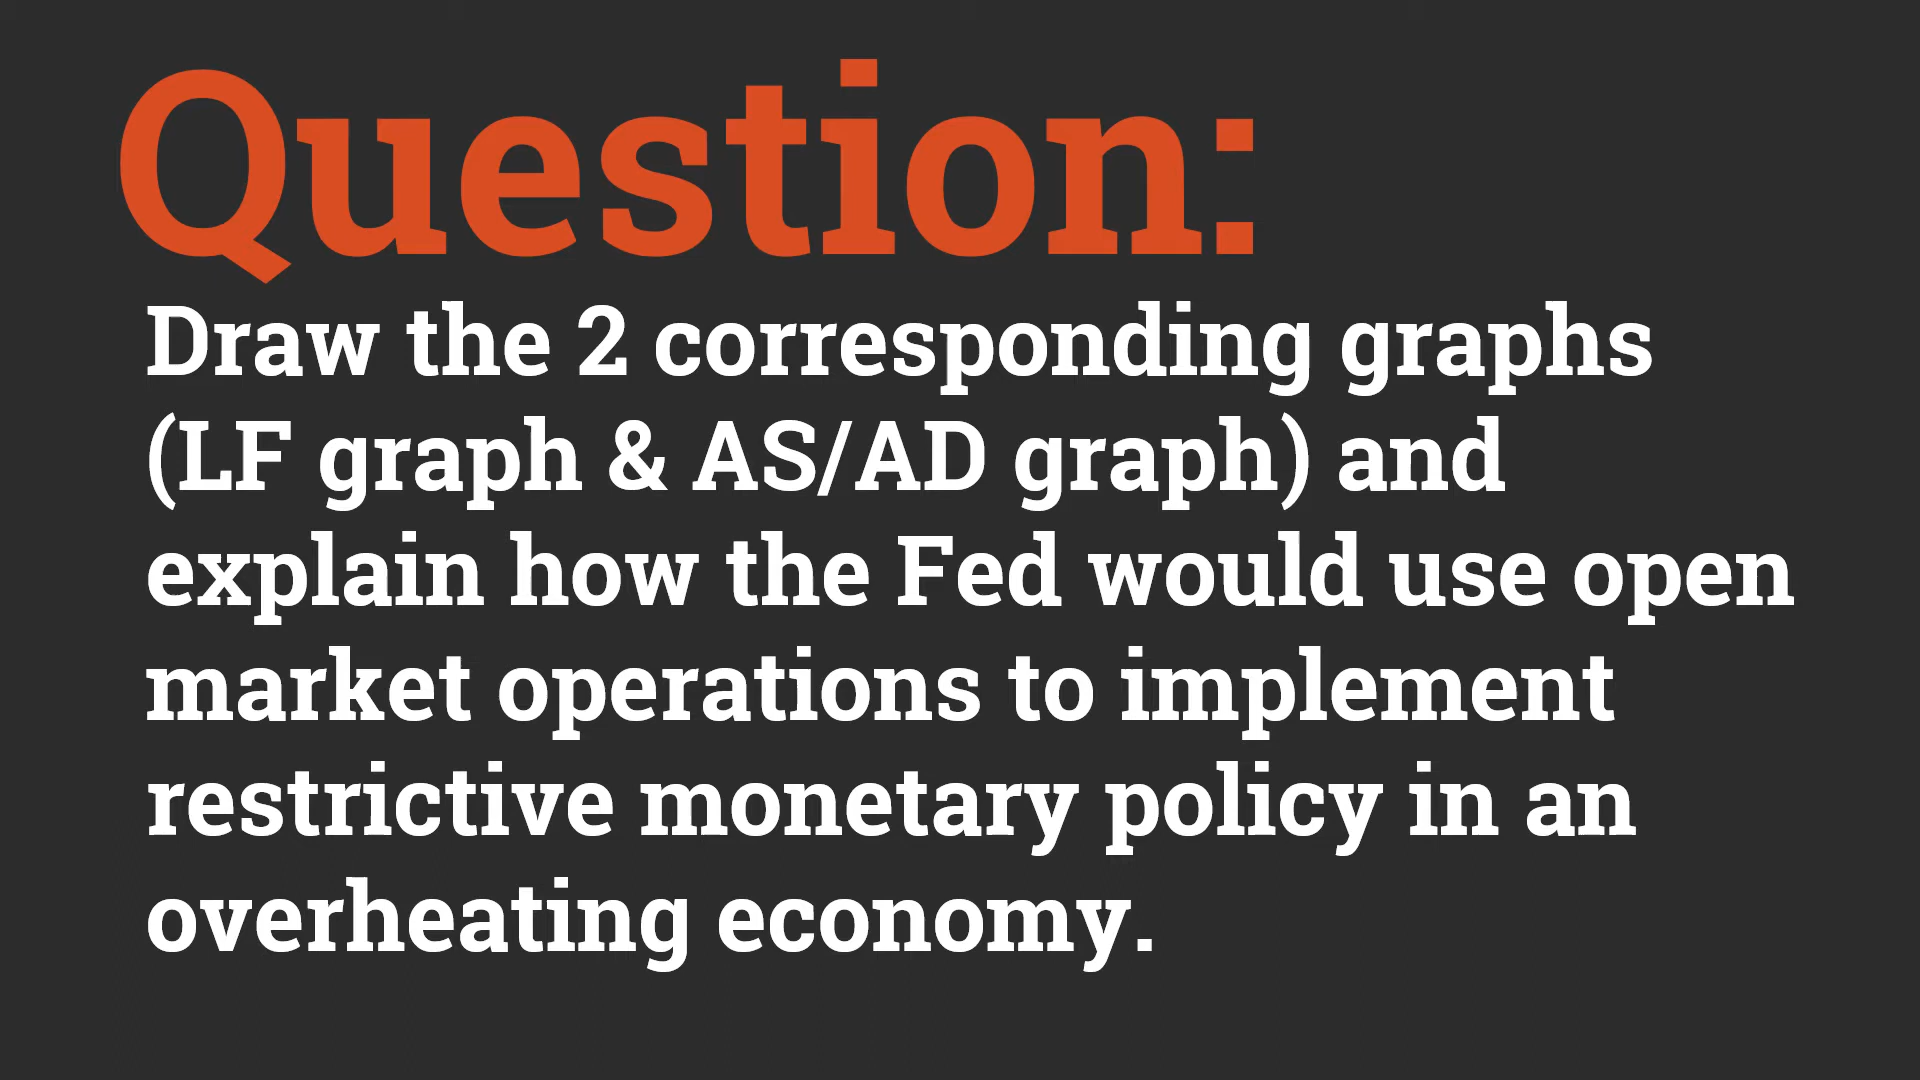 Question:
Draw the 2 corresponding graphs
(LF graph & AS/AD graph) and
explain how the Fed would use open
market operations to implement
restrictive monetary policy in an
overheating economy.